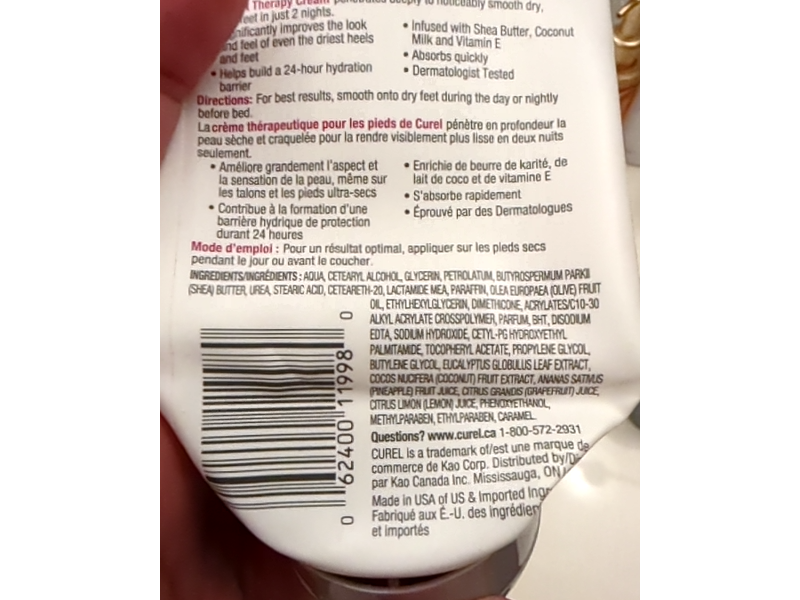 Therapy Cream penetrates deeply to noticeably smooth dry,
feet in just 2 nights.
significantly improves the look
and feel of even the driest heels
and feet
• Helps build a 24-hour hydration
barrier
• Infused with Shea Butter, Coconut
Milk and Vitamin E
• Absorbs quickly
• Dermatologist Tested
Directions: For best results, smooth onto dry feet during the day or nightly
before bed.
La crème thérapeutique pour les pieds de Curel pénètre en profondeur la
peau sèche et craquelée pour la rendre visiblement plus lisse en deux nuits
seulement.
• Améliore grandement l'aspect et
la sensation de la peau, même sur
les talons et les pieds ultra-secs
• Contribue à la formation d'une
barrière hydrique de protection
durant 24 heures
• Enrichie de beurre de karité, de
lait de coco et de vitamine E
• S'absorbe rapidement
• Éprouvé par des Dermatologues
Mode d'emploi : Pour un résultat optimal, appliquer sur les pieds secs
pendant le jour ou avant le coucher.
INGREDIENTS/INGRÉDIENTS : AQUA, CETEARYL ALCOHOL, GLYCERIN, PETROLATUM, BUTYROSPERMUM PARKII
(SHEA) BUTTER, UREA, STEARIC ACID, CETEARETH-20, LACTAMIDE MEA, PARAFFIN, OLEA EUROPAEA (OLIVE) FRUIT
OIL, ETHYLHEXYLGLYCERIN, DIMETHICONE, ACRYLATES/C10-30
ALKYL ACRYLATE CROSSPOLYMER, PARFUM, BHT, DISODIUM
EDTA, SODIUM HYDROXIDE, CETYL-PG HYDROXYETHYL
PALMITAMIDE, TOCOPHERYL ACETATE, PROPYLENE GLYCOL,
BUTYLENE GLYCOL, EUCALYPTUS GLOBULUS LEAF EXTRACT,
COCOS NUCIFERA (COCONUT) FRUIT EXTRACT, ANANAS SATIVUS
(PINEAPPLE) FRUIT JUICE, CITRUS GRANDIS (GRAPEFRUIT) JUICE,
CITRUS LIMON (LEMON) JUICE, PHENOXYETHANOL,
METHYLPARABEN, ETHYLPARABEN, CARAMEL.
0 62400 11998 0
Questions? www.curel.ca 1-800-572-2931
CUREL is a trademark of/est une marque de
commerce de Kao Corp. Distributed by/Di
par Kao Canada Inc. Mississauga, ON
Made in USA of US & Imported Ingr
Fabriqué aux É.-U. des ingrédien
et importés